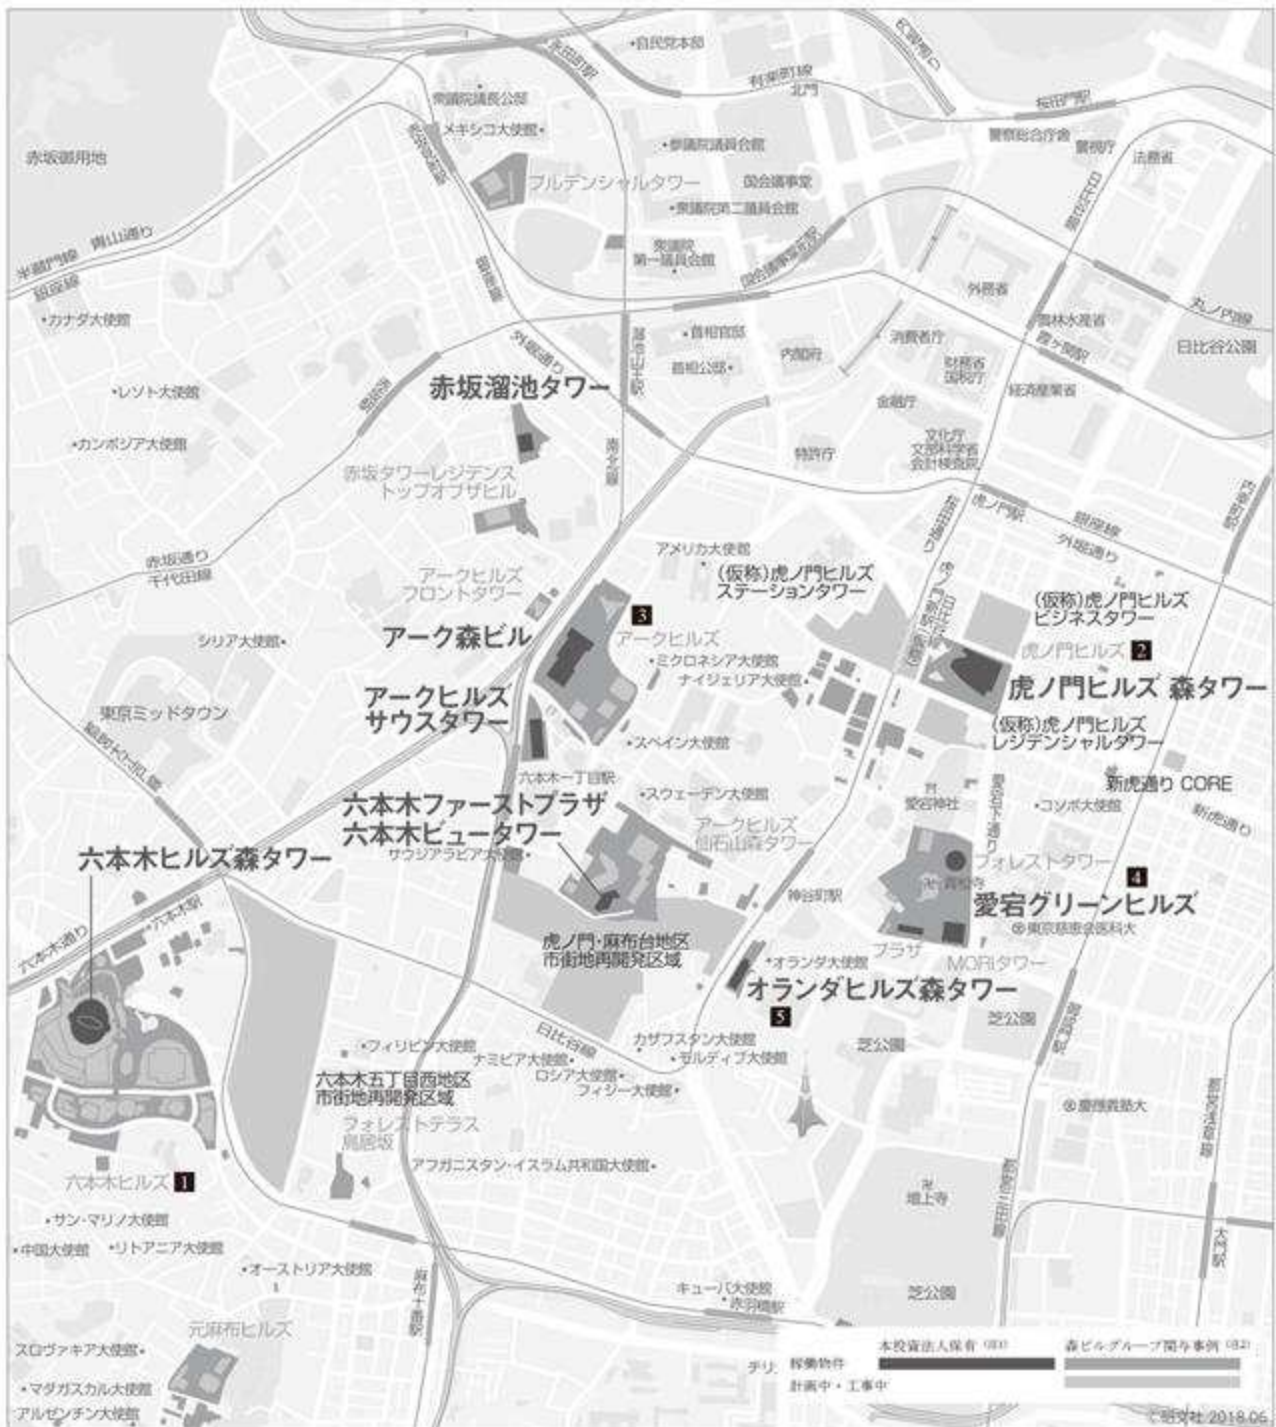 自民党本部
永田町駅
有楽町線
北門
桜田門駅
衆議院議長公邸
メキシコ大使館
参議院議員会館
警察総合庁舎
警視庁
法務省
赤坂御用地
プルデンシャルタワー
国会議事堂
衆議院第二議員会館
衆議院
第一議員会館
国会議事堂前駅
青山通り
半蔵門線
銀座線
外務省
丸ノ内線
カナダ大使館
農林水産省
霞ヶ関駅
日比谷公園
外堀通り
溜池山王駅
首相官邸
首相公邸
内閣府
消費者庁
財務省
国税庁
経済産業省
赤坂溜池タワー
レソト大使館
金融庁
カンボジア大使館
南北線
特許庁
文化庁
文部科学省
会計検査院
赤坂タワーレジデンス
トップオブザヒル
桜田通り
虎ノ門駅
銀座線
外堀通り
内幸町駅
赤坂通り
千代田線
アメリカ大使館
アークヒルズ
フロントタワー
(仮称)虎ノ門ヒルズ
ステーションタワー
(仮称)虎ノ門ヒルズ
ビジネスタワー
3
アーク森ビル
アークヒルズ
シリア大使館
ミクロネシア大使館
ナイジェリア大使館
虎ノ門ヒルズ 2
虎ノ門ヒルズ 森タワー
アークヒルズ
サウスタワー
東京ミッドタウン
スペイン大使館
(仮称)虎ノ門ヒルズ
レジデンシャルタワー
六本木一丁目駅
新虎通り CORE
六本木ファーストプラザ
六本木ビュータワー
スウェーデン大使館
愛宕神社
コソボ大使館
新虎通り
アークヒルズ
仙石山森タワー
サウジアラビア大使館
六本木ヒルズ森タワー
フォレストタワー
4
神谷町駅
愛宕グリーンヒルズ
東京慈恵会医科大
六本木駅
六本木通り
虎ノ門・麻布台地区
市街地再開発区域
プラザ
MORIタワー
オランダ大使館
オランダヒルズ森タワー
5
芝公園
日比谷線
カザフスタン大使館
芝公園
フィリピン大使館
ナミビア大使館
モルディブ大使館
ロシア大使館
フィジー大使館
六本木五丁目西地区
市街地再開発区域
慶應義塾大
フォレストテラス
鳥居坂
アフガニスタン・イスラム共和国大使館
六本木ヒルズ 1
増上寺
サン・マリノ大使館
中国大使館
リトアニア大使館
大門駅
オーストリア大使館
麻布十番駅
キューバ大使館
赤羽橋駅
芝公園
元麻布ヒルズ
スロヴァキア大使館
マダガスカル大使館
アルゼンチン大使館
チリ
本投資法人保有
森ビルグループ関与事例
稼働物件
計画中・工事中
©昭文社 2018.06